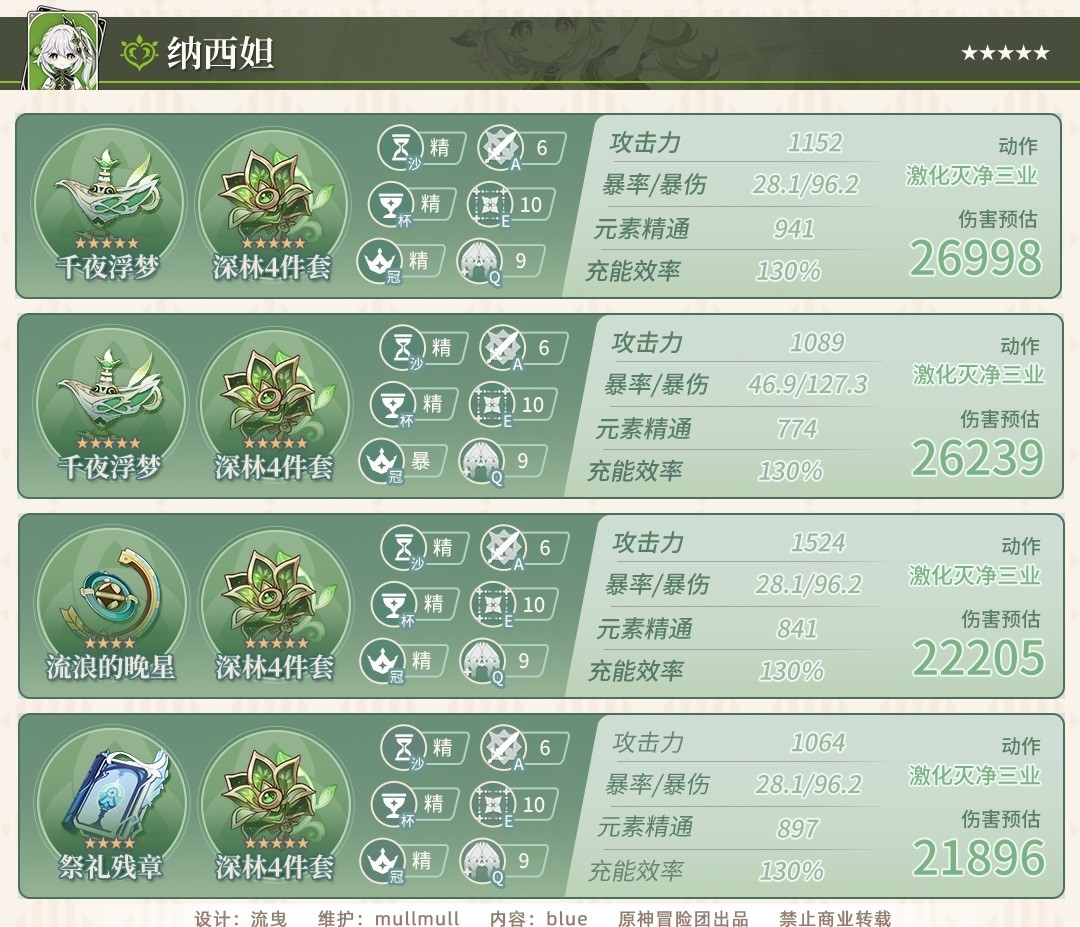 纳西妲
★★★★★
千夜浮梦
深林4件套
沙 精 A 6
杯 精 E 10
冠 精 Q 9
攻击力 1152
暴率/暴伤 28.1/96.2
元素精通 941
充能效率 130%
动作
激化灭净三业
伤害预估
26998
千夜浮梦
深林4件套
沙 精 A 6
杯 精 E 10
冠 暴 Q 9
攻击力 1089
暴率/暴伤 46.9/127.3
元素精通 774
充能效率 130%
动作
激化灭净三业
伤害预估
26239
流浪的晚星
深林4件套
沙 精 A 6
杯 精 E 10
冠 精 Q 9
攻击力 1524
暴率/暴伤 28.1/96.2
元素精通 841
充能效率 130%
动作
激化灭净三业
伤害预估
22205
祭礼残章
深林4件套
沙 精 A 6
杯 精 E 10
冠 精 Q 9
攻击力 1064
暴率/暴伤 28.1/96.2
元素精通 897
充能效率 130%
动作
激化灭净三业
伤害预估
21896
设计：流曳 维护：mullmull 内容：blue 原神冒险团出品 禁止商业转载